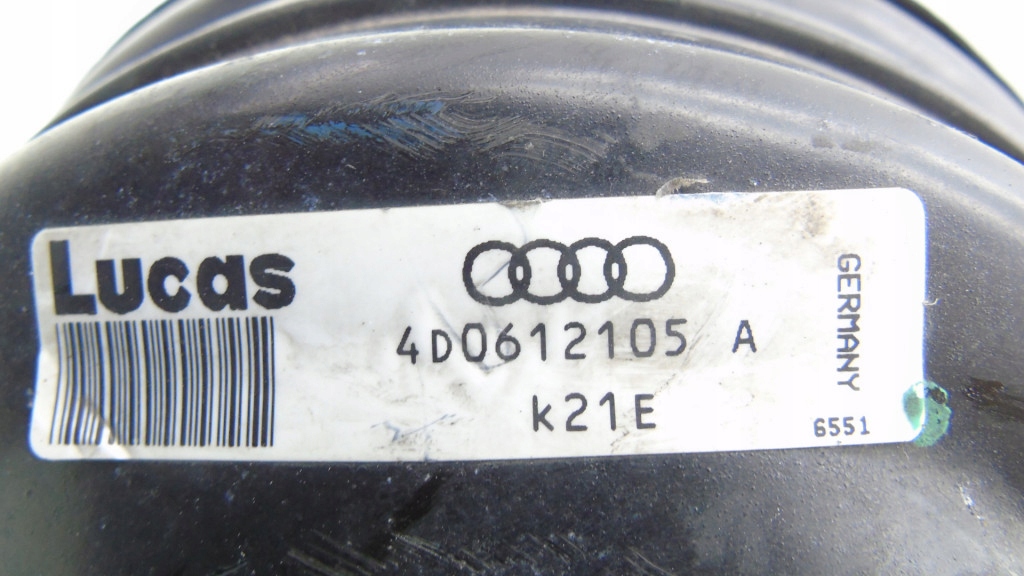 Lucas
4D0612105 A
k21E
GERMANY
6551